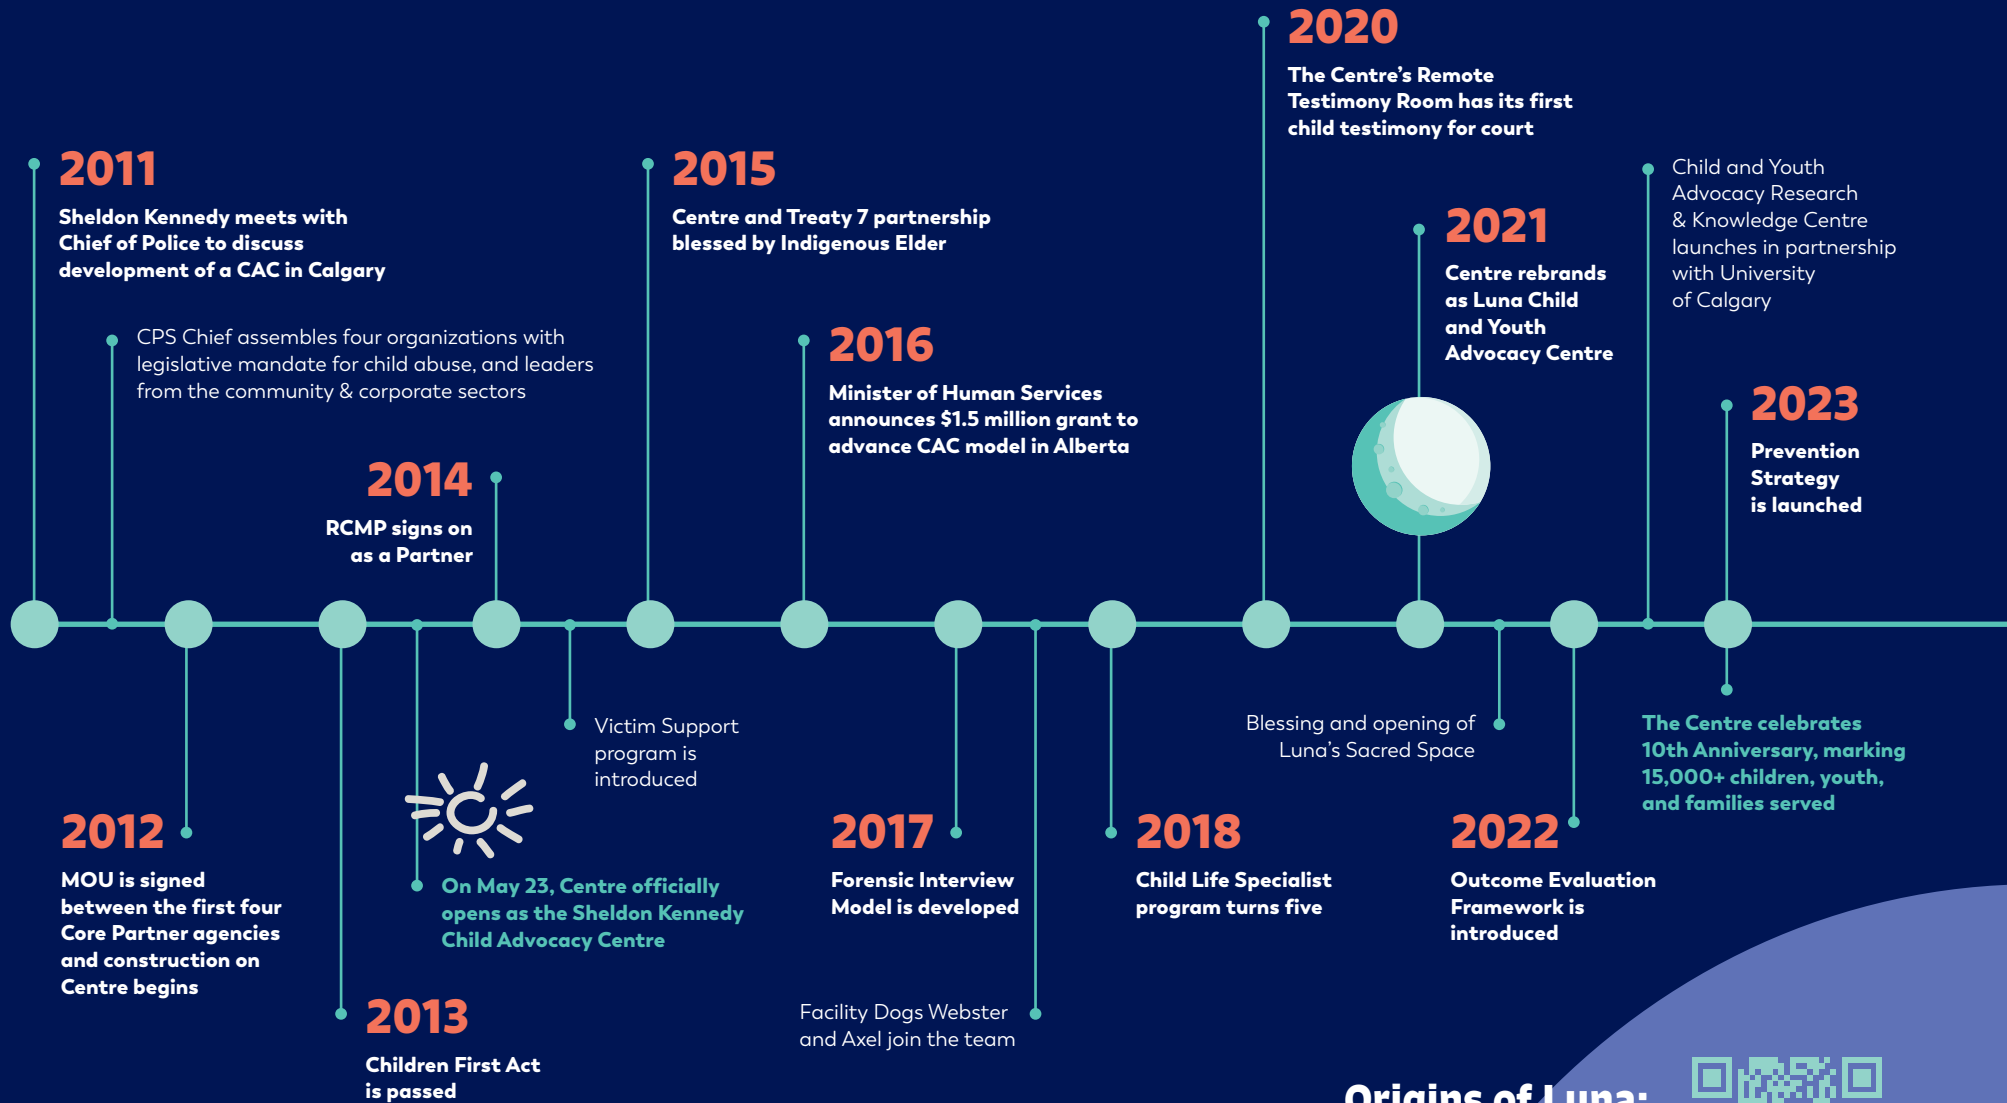 2011
Sheldon Kennedy meets with
Chief of Police to discuss
development of a CAC in Calgary
CPS Chief assembles four organizations with
legislative mandate for child abuse, and leaders
from the community & corporate sectors
2012
MOU is signed
between the first four
Core Partner agencies
and construction on
Centre begins
2013
Children First Act
is passed
On May 23, Centre officially
opens as the Sheldon Kennedy
Child Advocacy Centre
2014
RCMP signs on
as a Partner
Victim Support
program is
introduced
2015
Centre and Treaty 7 partnership
blessed by Indigenous Elder
2016
Minister of Human Services
announces $1.5 million grant to
advance CAC model in Alberta
2017
Forensic Interview
Model is developed
Facility Dogs Webster
and Axel join the team
2018
Child Life Specialist
program turns five
2020
The Centre’s Remote
Testimony Room has its first
child testimony for court
2021
Centre rebrands
as Luna Child
and Youth
Advocacy Centre
Blessing and opening of
Luna’s Sacred Space
2022
Outcome Evaluation
Framework is
introduced
Child and Youth
Advocacy Research
& Knowledge Centre
launches in partnership
with University
of Calgary
2023
Prevention
Strategy
is launched
The Centre celebrates
10th Anniversary, marking
15,000+ children, youth,
and families served
Origins of Luna: